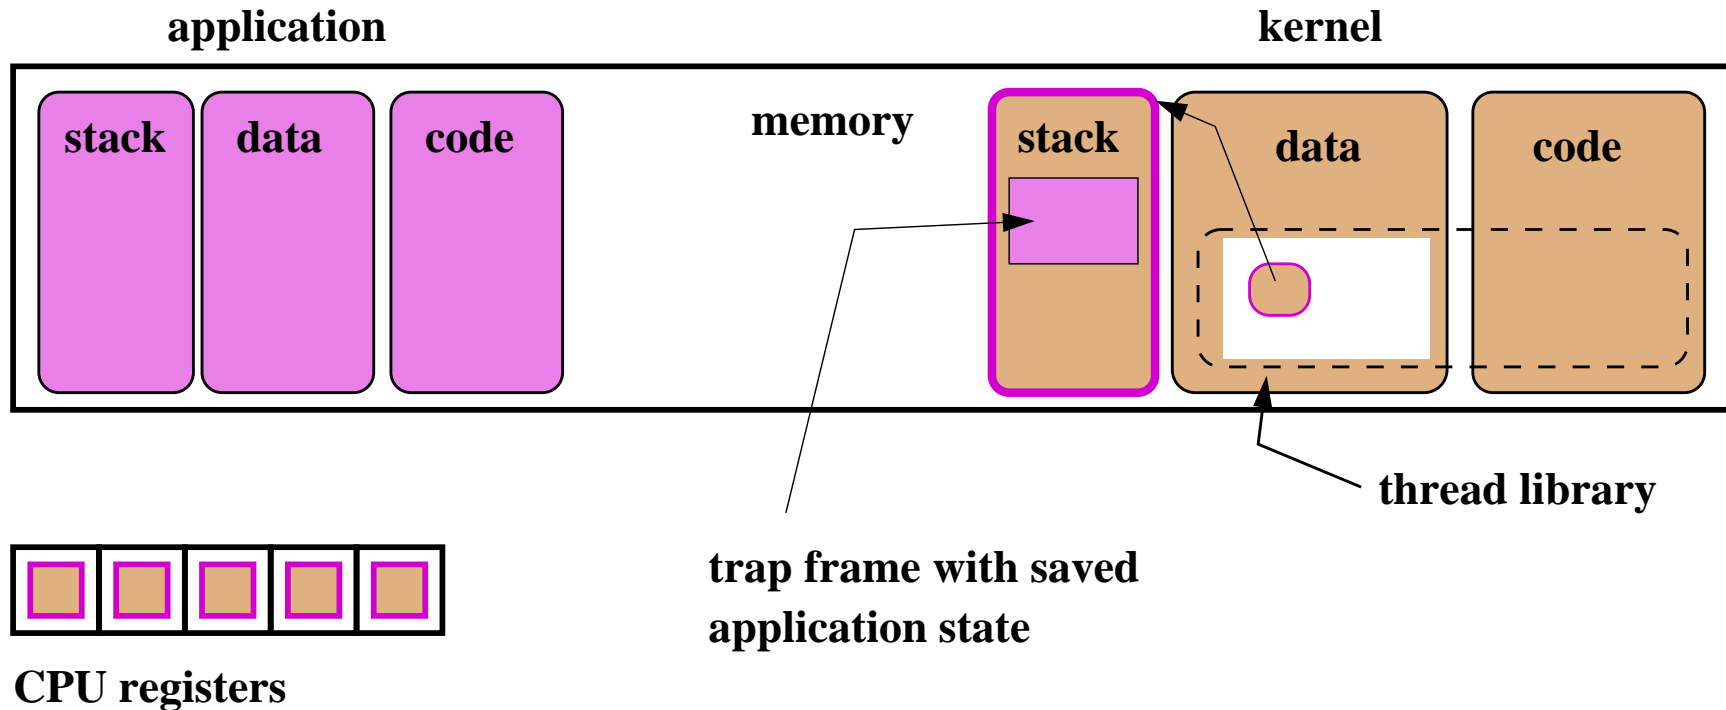 application
kernel
stack
data
code
memory
stack
data
code
thread library
trap frame with saved
application state
CPU registers